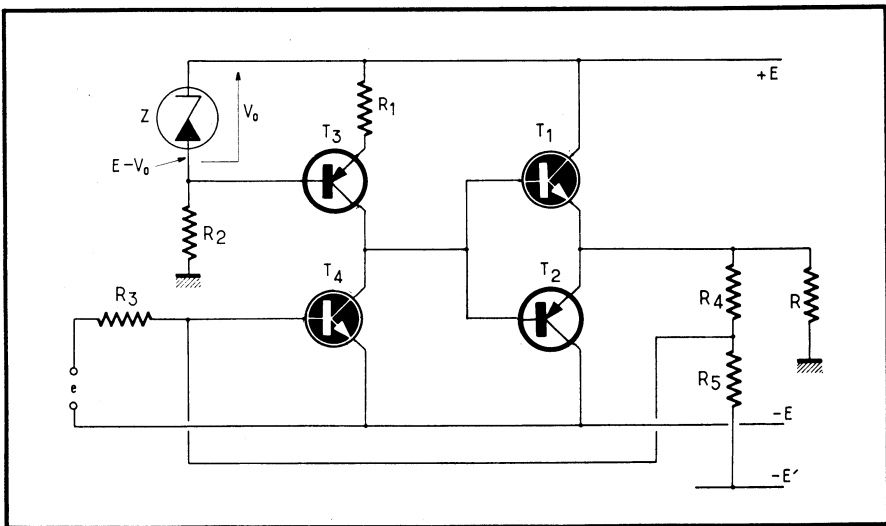 +E
Z
V₀
R₁
T₃
T₁
E–V₀
R₂
T₄
T₂
R₃
R₄
R
e
R₅
–E
–E′